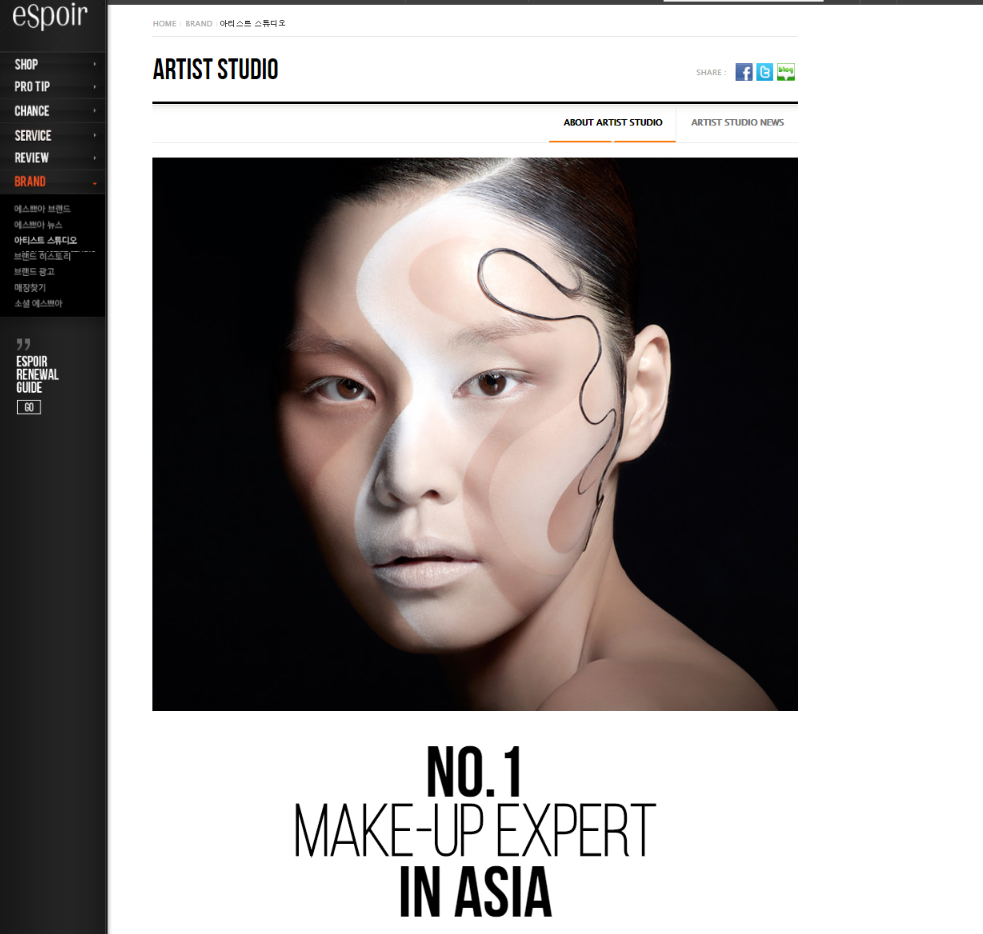 eSpoir
SHOP
PRO TIP
CHANCE
SERVICE
REVIEW
BRAND
에스쁘아 브랜드
에스쁘아 뉴스
아티스트 스튜디오
브랜드 히스토리
브랜드 광고
매장찾기
소셜 에스쁘아
ESPOIR
RENEWAL
GUIDE
GO
HOME BRAND 아티스트 스튜디오
ARTIST STUDIO
SHARE :
f
t
blog
ABOUT ARTIST STUDIO ARTIST STUDIO NEWS
NO. 1
MAKE-UP EXPERT
IN ASIA